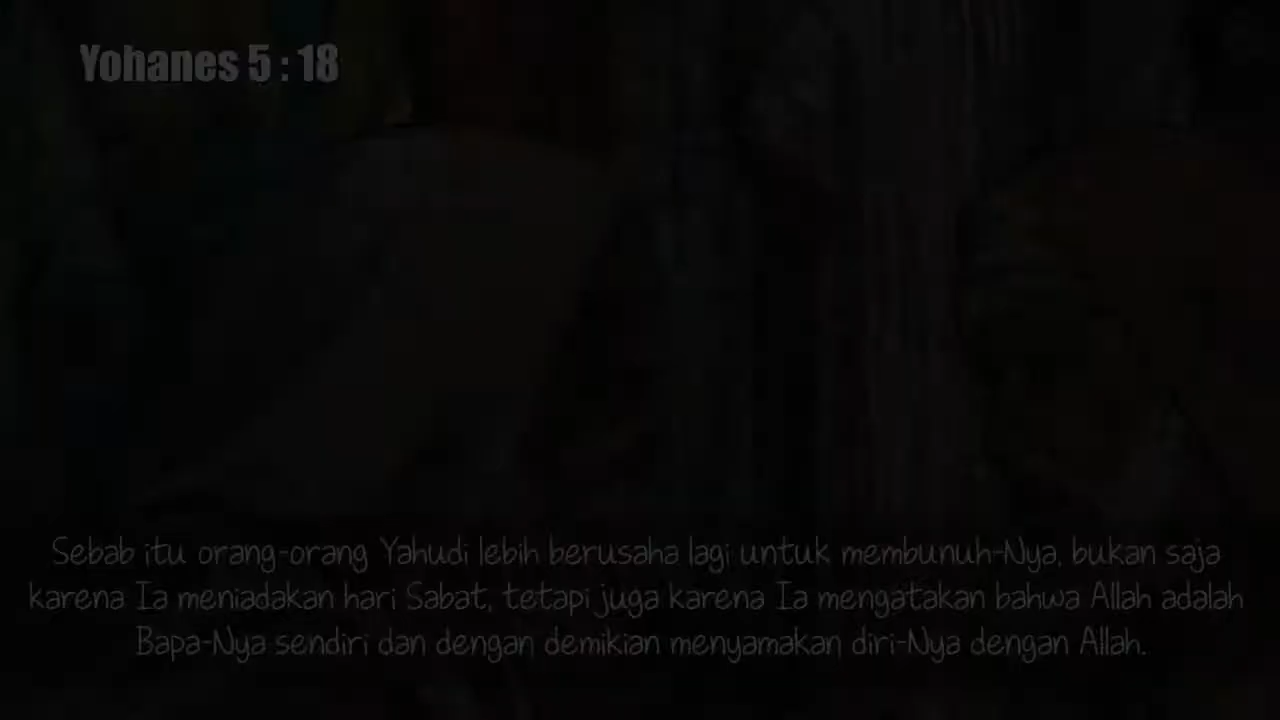 Yohanes 5 : 18
Sebab itu orang-orang Yahudi lebih berusaha lagi untuk membunuh-Nya, bukan saja
karena Ia meniadakan hari Sabat, tetapi juga karena Ia mengatakan bahwa Allah adalah
Bapa-Nya sendiri dan dengan demikian menyamakan diri-Nya dengan Allah.